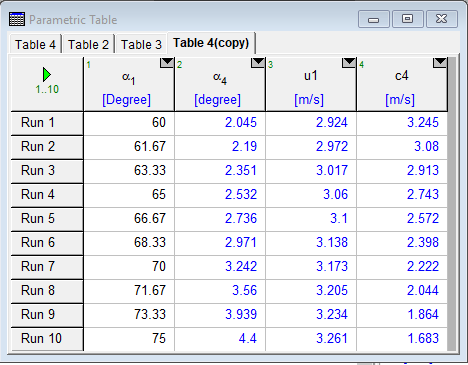 Parametric Table
Table 4 Table 2 Table 3 Table 4(copy)
1 2 3 4
α1 α4 u1 c4
1..10 [Degree] [degree] [m/s] [m/s]
Run 1 60 2.045 2.924 3.245
Run 2 61.67 2.19 2.972 3.08
Run 3 63.33 2.351 3.017 2.913
Run 4 65 2.532 3.06 2.743
Run 5 66.67 2.736 3.1 2.572
Run 6 68.33 2.971 3.138 2.398
Run 7 70 3.242 3.173 2.222
Run 8 71.67 3.56 3.205 2.044
Run 9 73.33 3.939 3.234 1.864
Run 10 75 4.4 3.261 1.683